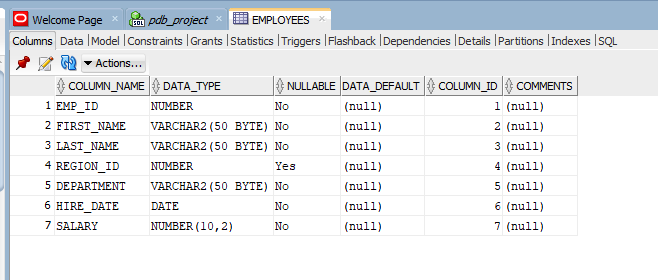 Welcome Page pdb_project EMPLOYEES
Columns Data Model Constraints Grants Statistics Triggers Flashback Dependencies Details Partitions Indexes SQL
Actions...
COLUMN_NAME DATA_TYPE NULLABLE DATA_DEFAULT COLUMN_ID COMMENTS
1 EMP_ID NUMBER No (null) 1 (null)
2 FIRST_NAME VARCHAR2(50 BYTE) No (null) 2 (null)
3 LAST_NAME VARCHAR2(50 BYTE) No (null) 3 (null)
4 REGION_ID NUMBER Yes (null) 4 (null)
5 DEPARTMENT VARCHAR2(50 BYTE) No (null) 5 (null)
6 HIRE_DATE DATE No (null) 6 (null)
7 SALARY NUMBER(10,2) No (null) 7 (null)